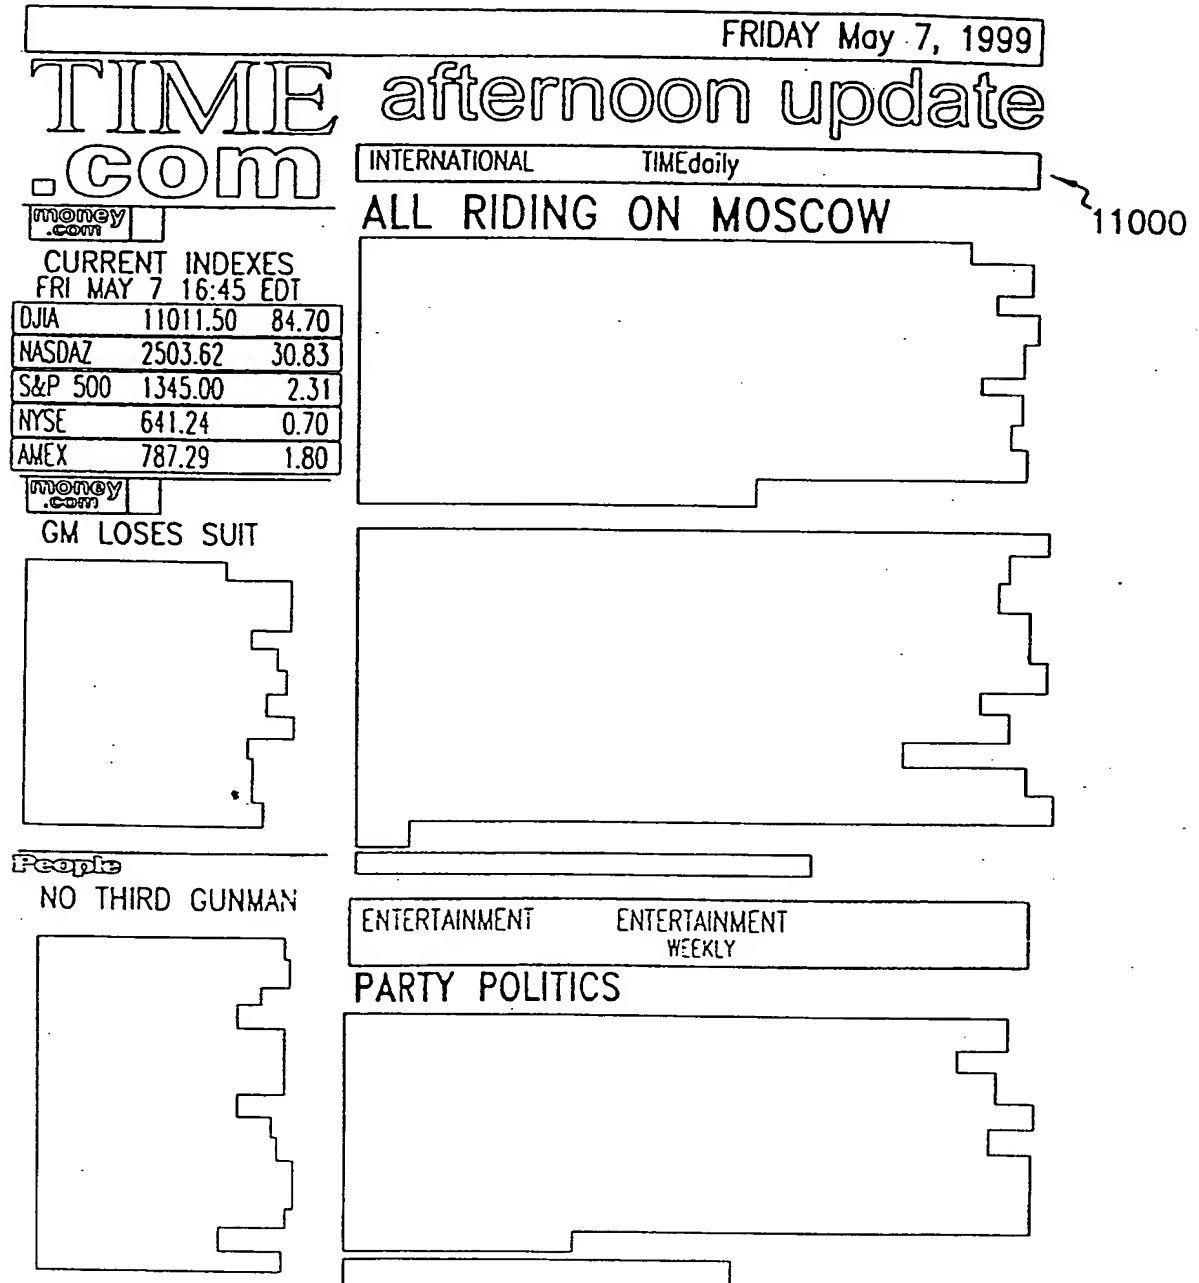 FRIDAY May 7, 1999
TIME
.com
afternoon update
INTERNATIONAL TIMEdaily
11000
ALL RIDING ON MOSCOW
money
.com
CURRENT INDEXES
FRI MAY 7 16:45 EDT
DJIA 11011.50 84.70
NASDAZ 2503.62 30.83
S&P 500 1345.00 2.31
NYSE 641.24 0.70
AMEX 787.29 1.80
money
.com
GM LOSES SUIT
People
NO THIRD GUNMAN
ENTERTAINMENT ENTERTAINMENT
WEEKLY
PARTY POLITICS